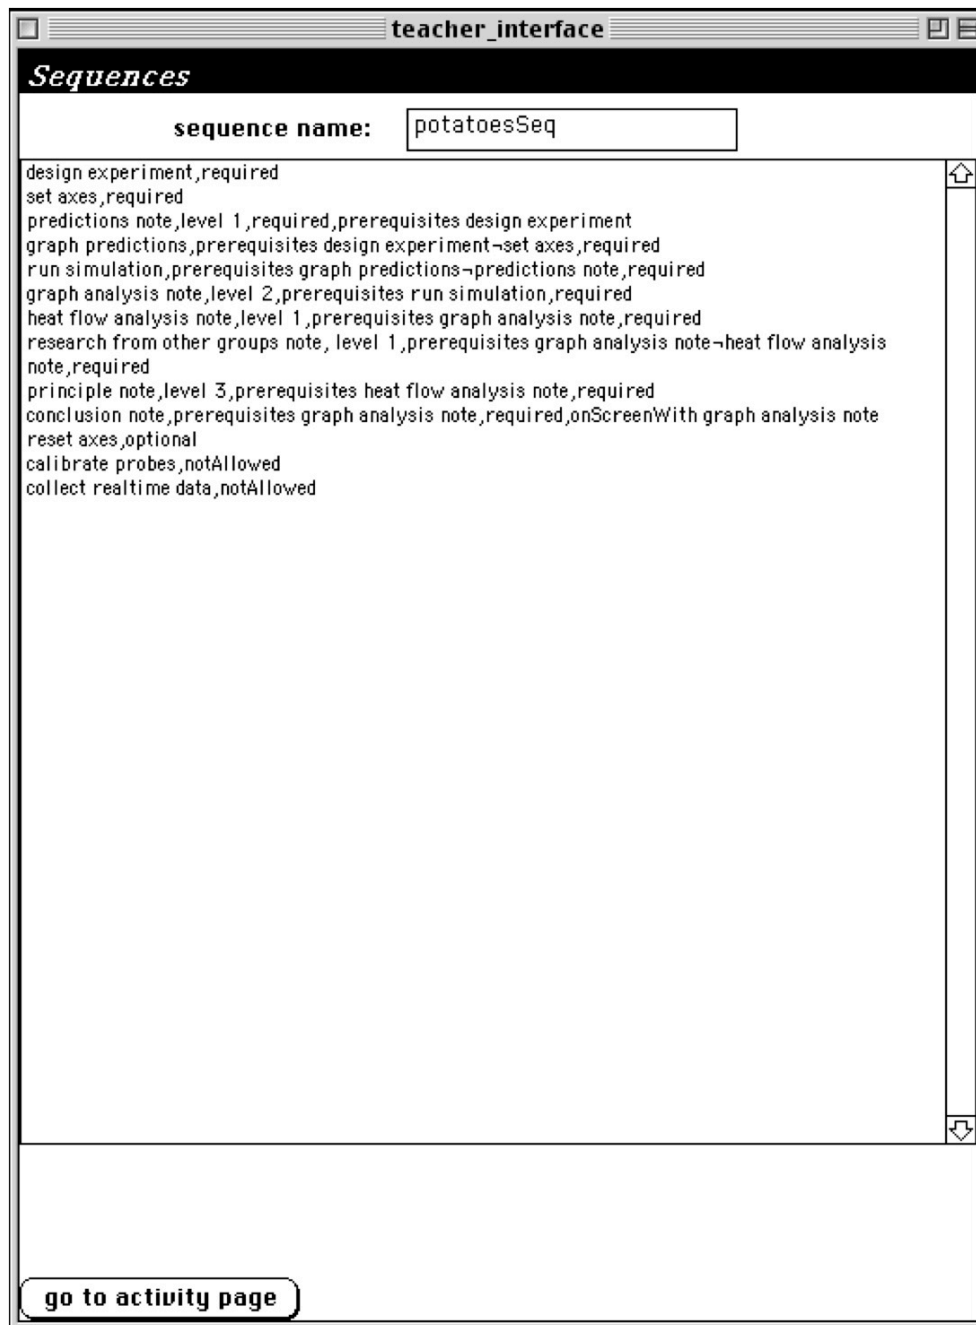 teacher_interface
Sequences
sequence name: potatoesSeq
design experiment,required
set axes,required
predictions note,level 1,required,prerequisites design experiment
graph predictions,prerequisites design experiment¬set axes,required
run simulation,prerequisites graph predictions¬predictions note,required
graph analysis note,level 2,prerequisites run simulation,required
heat flow analysis note,level 1,prerequisites graph analysis note,required
research from other groups note, level 1,prerequisites graph analysis note¬heat flow analysis
note,required
principle note,level 3,prerequisites heat flow analysis note,required
conclusion note,prerequisites graph analysis note,required,onScreenWith graph analysis note
reset axes,optional
calibrate probes,notAllowed
collect realtime data,notAllowed
go to activity page